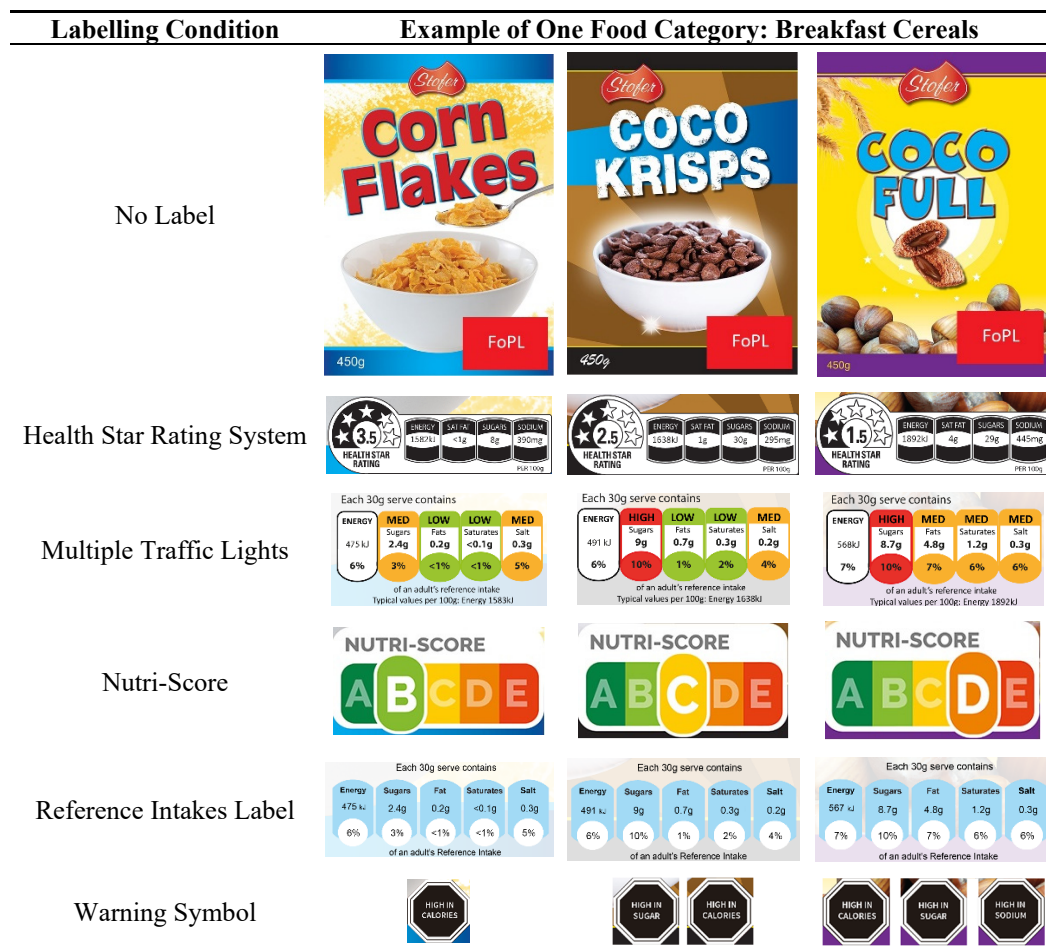 Labelling Condition Example of One Food Category: Breakfast Cereals
No Label
Stofer
Corn
Flakes
FoPL
450g
Stofer
COCO
KRISPS
FoPL
450g
Stofer
COCO
FULL
FoPL
450g
Health Star Rating System
3.5
HEALTH STAR
RATING
ENERGY SAT FAT SUGARS SODIUM
1582kJ <1g 8g 390mg
PER 100g
2.5
HEALTH STAR
RATING
ENERGY SAT FAT SUGARS SODIUM
1638kJ 1g 30g 295mg
PER 100g
1.5
HEALTH STAR
RATING
ENERGY SAT FAT SUGARS SODIUM
1892kJ 4g 29g 445mg
PER 100g
Multiple Traffic Lights
Each 30g serve contains
ENERGY MED LOW LOW MED
Sugars Fats Saturates Salt
475 kJ 2.4g 0.2g <0.1g 0.3g
6% 3% <1% <1% 5%
of an adult's reference intake
Typical values per 100g: Energy 1583kJ
Each 30g serve contains
ENERGY HIGH LOW LOW MED
Sugars Fats Saturates Salt
491 kJ 9g 0.7g 0.3g 0.2g
6% 10% 1% 2% 4%
of an adult's reference intake
Typical values per 100g: Energy 1638kJ
Each 30g serve contains
ENERGY HIGH MED MED MED
Sugars Fats Saturates Salt
568kJ 8.7g 4.8g 1.2g 0.3g
7% 10% 7% 6% 6%
of an adult's reference intake
Typical values per 100g: Energy 1892kJ
Nutri-Score
NUTRI-SCORE
A B C D E
NUTRI-SCORE
A B C D E
NUTRI-SCORE
A B C D E
Reference Intakes Label
Each 30g serve contains
Energy Sugars Fat Saturates Salt
475 kJ 2.4g 0.2g <0.1g 0.3g
6% 3% <1% <1% 5%
of an adult's Reference Intake
Each 30g serve contains
Energy Sugars Fat Saturates Salt
491 kJ 9g 0.7g 0.3g 0.2g
6% 10% 1% 2% 4%
of an adult's Reference Intake
Each 30g serve contains
Energy Sugars Fat Saturates Salt
567 kJ 8.7g 4.8g 1.2g 0.3g
7% 10% 7% 6% 6%
of an adult's Reference Intake
Warning Symbol
HIGH IN
CALORIES
HIGH IN
SUGAR
HIGH IN
CALORIES
HIGH IN
CALORIES
HIGH IN
SUGAR
HIGH IN
SODIUM